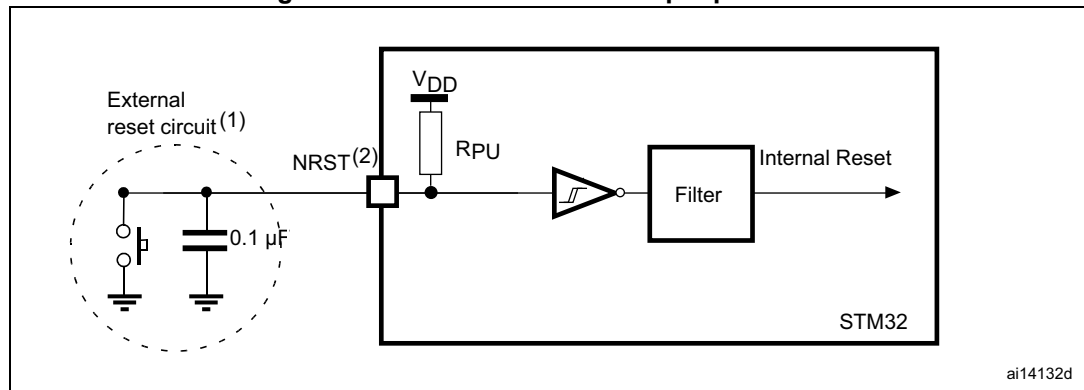 External
reset circuit(1)
NRST(2)
VDD
RPU
0.1 µF
Filter
Internal Reset
STM32
ai14132d